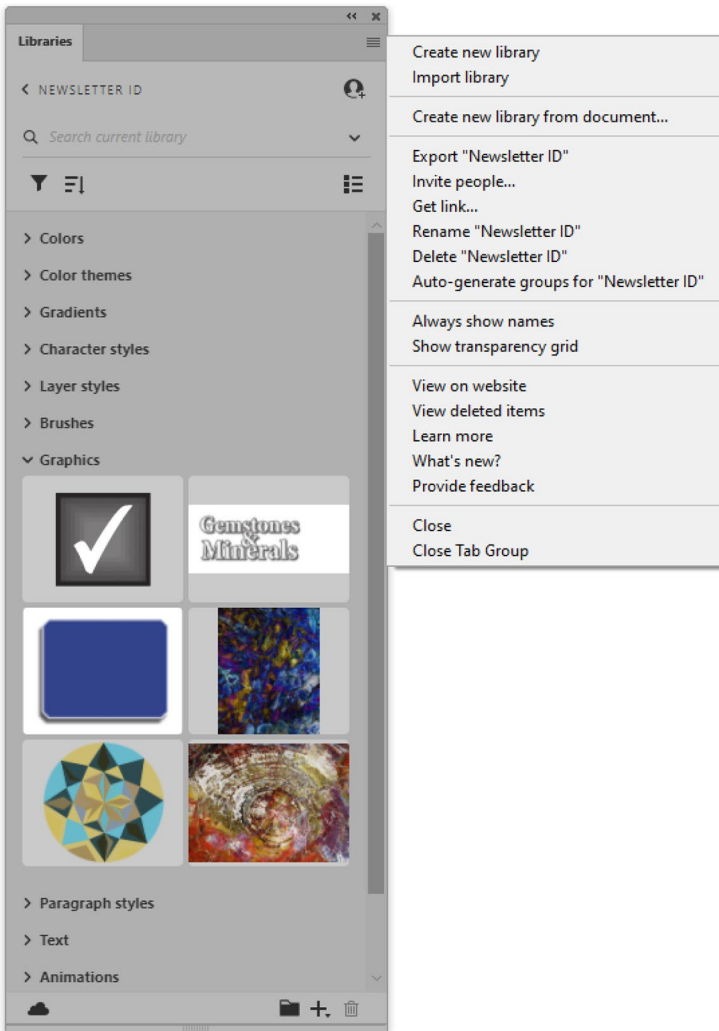 Libraries
NEWSLETTER ID
Search current library
Colors
Color themes
Gradients
Character styles
Layer styles
Brushes
Graphics
Gemstones
&
Minerals
Paragraph styles
Text
Animations
Create new library
Import library
Create new library from document...
Export "Newsletter ID"
Invite people...
Get link...
Rename "Newsletter ID"
Delete "Newsletter ID"
Auto-generate groups for "Newsletter ID"
Always show names
Show transparency grid
View on website
View deleted items
Learn more
What's new?
Provide feedback
Close
Close Tab Group